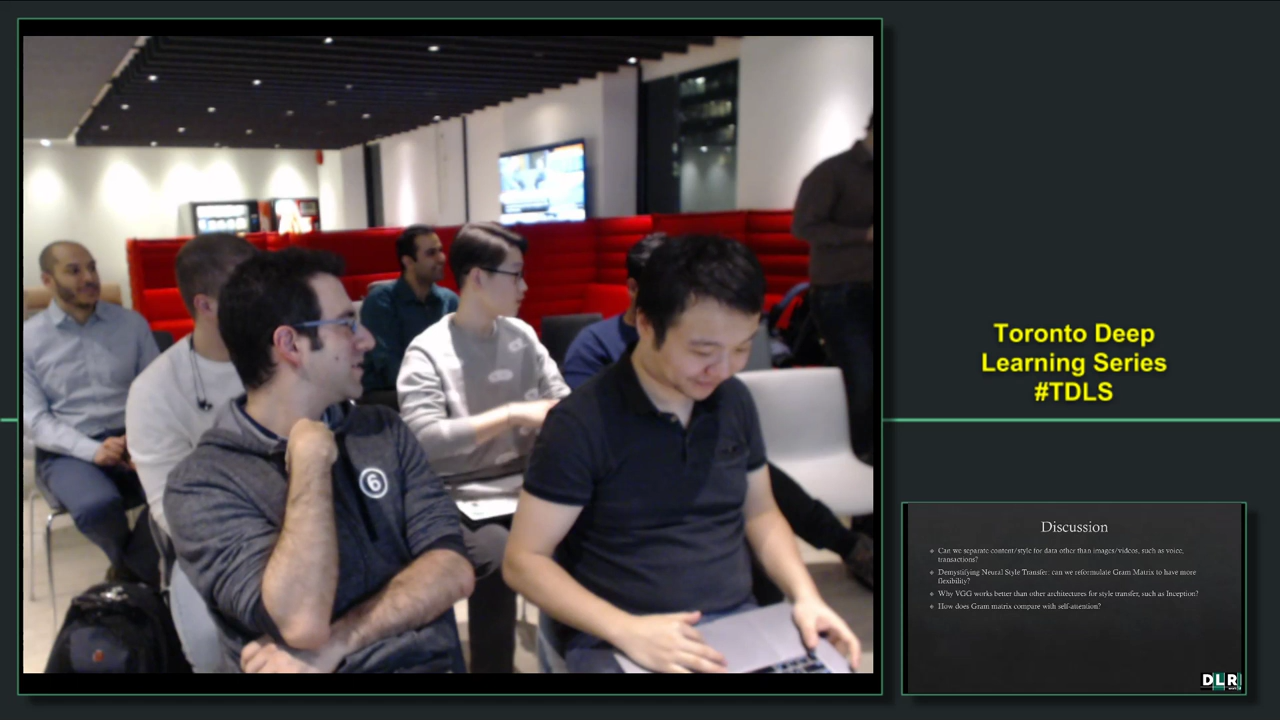 Toronto Deep
Learning Series
#TDLS
6
Discussion
Can we separate content/style for data other than images/videos, such as voice,
transactions?
Demystifying Neural Style Transfer: can we reformulate Gram Matrix to have more
flexibility?
Why VGG works better than other architectures for style transfer, such as Inception?
How does Gram matrix compare with self-attention?
DLR